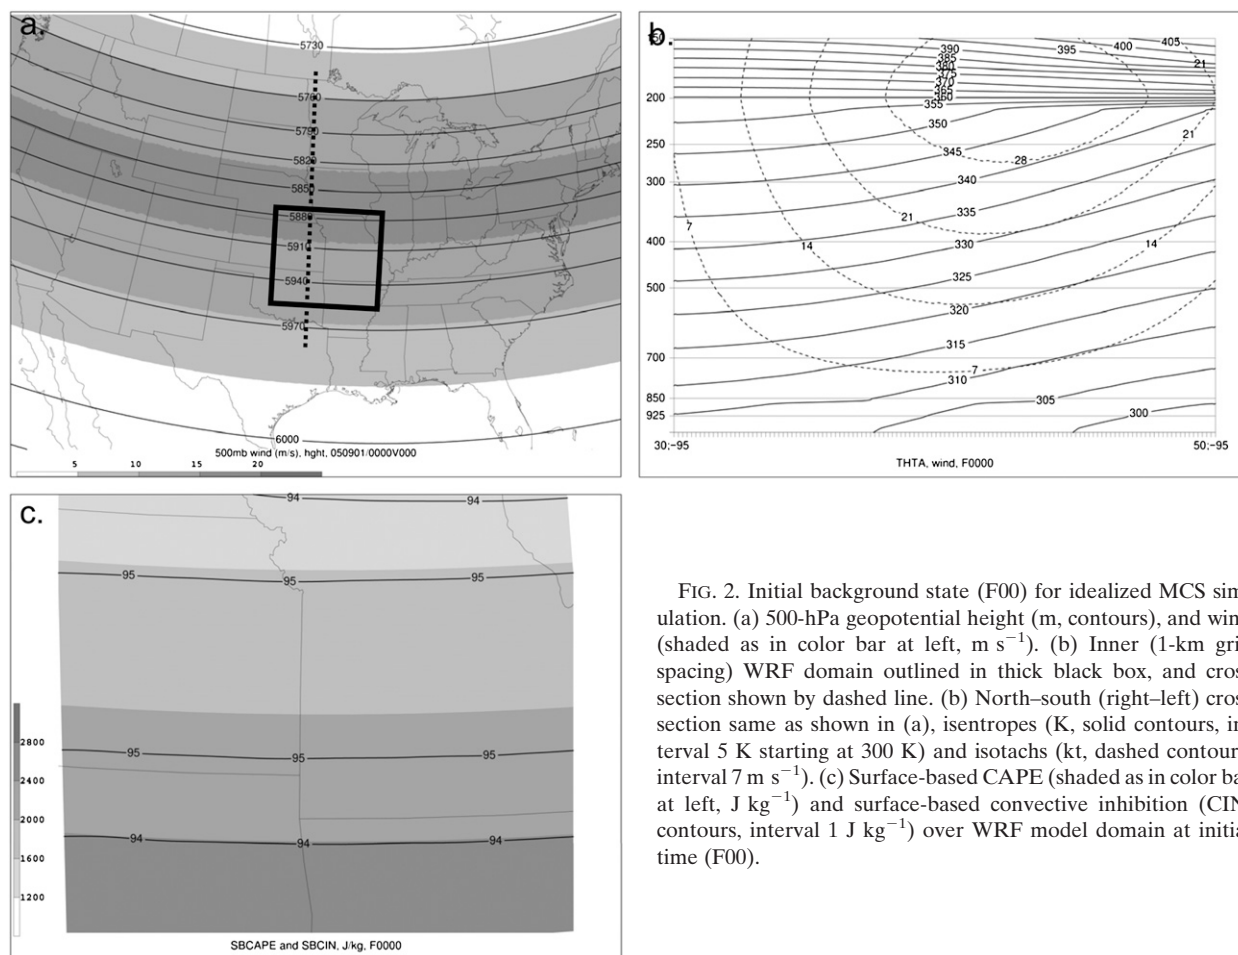 a.
5730
5760
5790
5820
5850
5880
5910
5940
5970
6000
500mb wind (m/s), hght, 050901/0000V000
5 10 15 20
b.
390 395 400 405
385
380 21
375
370
365
360
200 355
350
250 345 21
28
300 340
335
7 21
400 14 330 14
325
500
320
315
700 7
310
850 305
925 300
30;-95 50;-95
THTA, wind, F0000
c.
94 94
95 95 95
95 95 95
94 94 94
2800
2400
2000
1600
1200
SBCAPE and SBCIN, J/kg, F0000
FIG. 2. Initial background state (F00) for idealized MCS sim
ulation. (a) 500-hPa geopotential height (m, contours), and win
(shaded as in color bar at left, m s−1). (b) Inner (1-km gri
spacing) WRF domain outlined in thick black box, and cros
section shown by dashed line. (b) North–south (right–left) cros
section same as shown in (a), isentropes (K, solid contours, in
terval 5 K starting at 300 K) and isotachs (kt, dashed contour
interval 7 m s−1). (c) Surface-based CAPE (shaded as in color ba
at left, J kg−1) and surface-based convective inhibition (CIN
contours, interval 1 J kg−1) over WRF model domain at initia
time (F00).